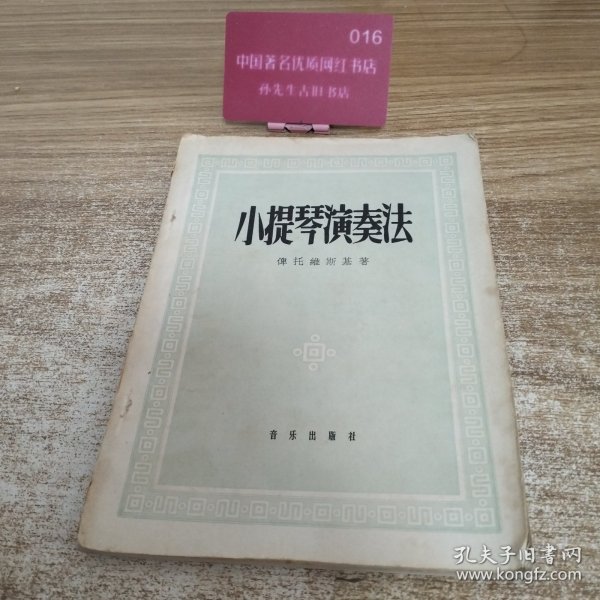 016
中国著名优质网红书店
孙先生古旧书店
小提琴演奏法
俾托維斯基著
音乐出版社
孔夫子旧書网
www.kongfz.com